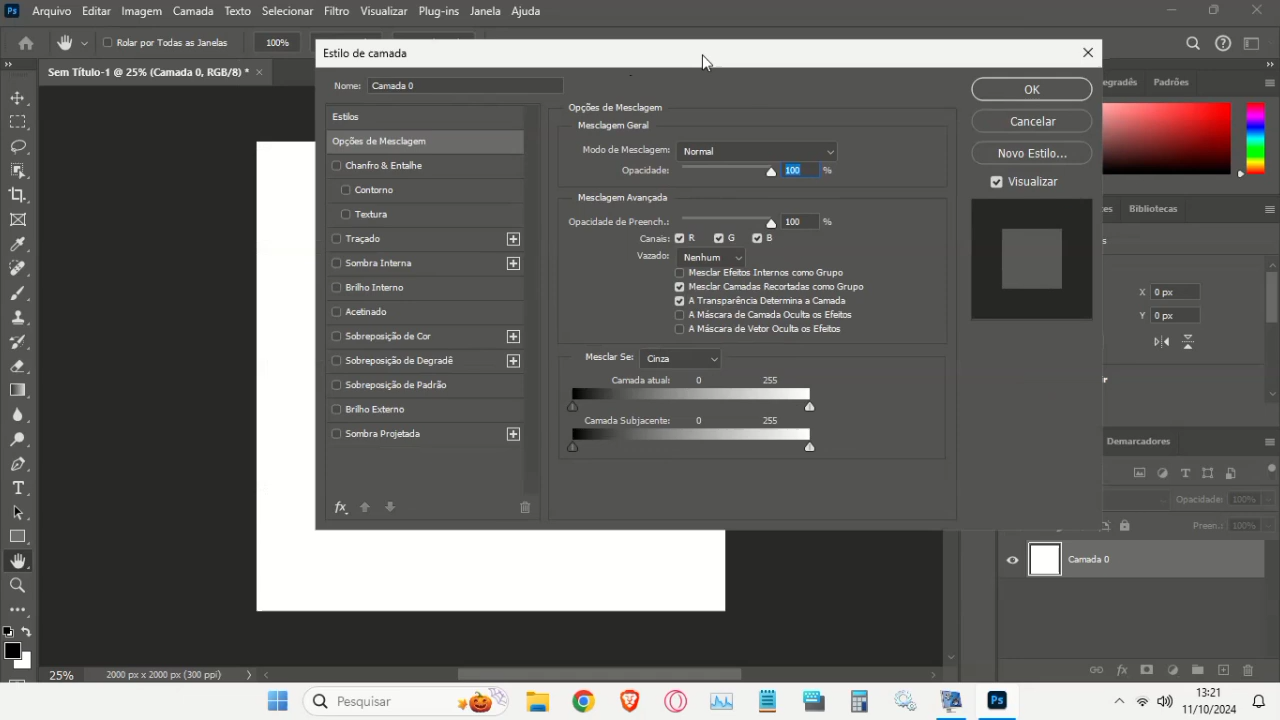 Ps Arquivo Editar Imagem Camada Texto Selecionar Filtro Visualizar Plug-ins Janela Ajuda
Rolar por Todas as Janelas 100%
Estilo de camada
Sem Título-1 @ 25% (Camada 0, RGB/8) *
Nome: Camada 0
Estilos
Opções de Mesclagem
Chanfro & Entalhe
Contorno
Textura
Traçado
Sombra Interna
Brilho Interno
Acetinado
Sobreposição de Cor
Sobreposição de Degradê
Sobreposição de Padrão
Brilho Externo
Sombra Projetada
fx
Opções de Mesclagem
Mesclagem Geral
Modo de Mesclagem: Normal
Opacidade: 100 %
Mesclagem Avançada
Opacidade de Preench.: 100 %
Canais: R G B
Vazado: Nenhum
Mesclar Efeitos Internos como Grupo
Mesclar Camadas Recortadas como Grupo
A Transparência Determina a Camada
A Máscara de Camada Oculta os Efeitos
A Máscara de Vetor Oculta os Efeitos
Mesclar Se: Cinza
Camada atual: 0 255
Camada Subjacente: 0 255
OK
Cancelar
Novo Estilo...
Visualizar
Padrões
Bibliotecas
X 0 px
Y 0 px
Demarcadores
Opacidade: 100%
Preen.: 100%
Camada 0
fx
25% 2000 px x 2000 px (300 ppi)
Pesquisar
Ps
13:21
11/10/2024